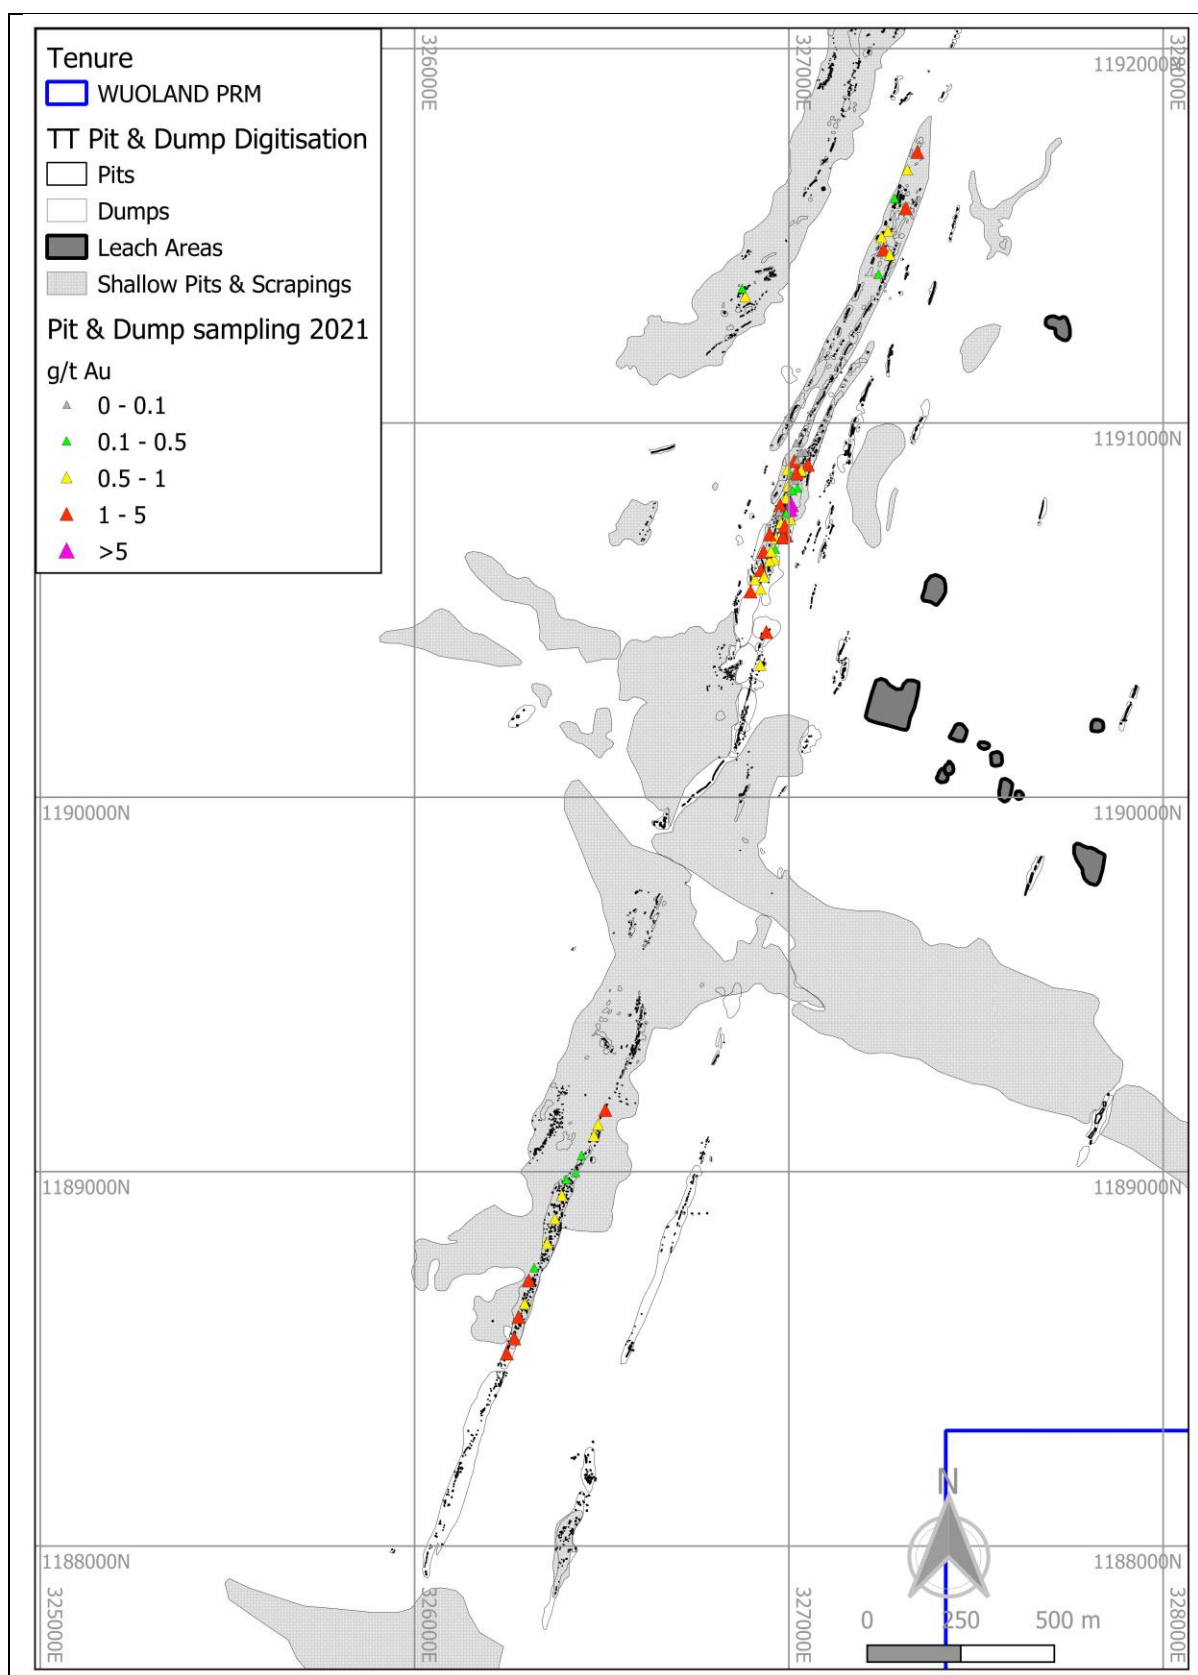 Tenure
WUOLAND PRM
TT Pit & Dump Digitisation
Pits
Dumps
Leach Areas
Shallow Pits & Scrapings
Pit & Dump sampling 2021
g/t Au
0 - 0.1
0.1 - 0.5
0.5 - 1
1 - 5
>5
326000E
327000E
328000E
1192000N
1191000N
1190000N
1190000N
1189000N
1189000N
1188000N
1188000N
325000E
326000E
327000E
328000E
N
0 250 500 m